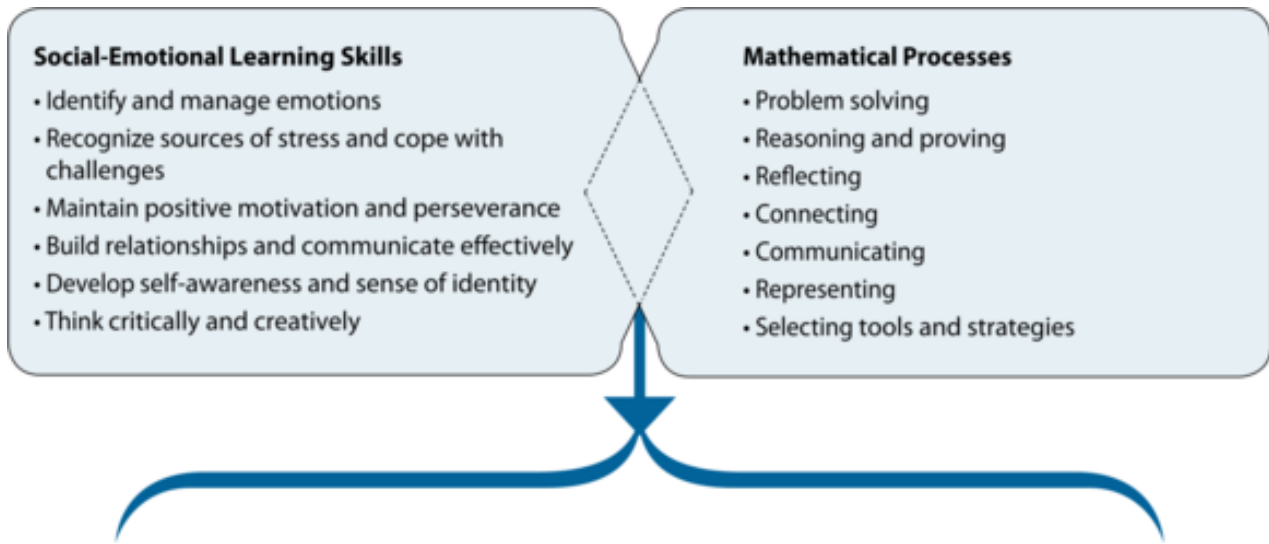 Social-Emotional Learning Skills
• Identify and manage emotions
• Recognize sources of stress and cope with
challenges
• Maintain positive motivation and perseverance
• Build relationships and communicate effectively
• Develop self-awareness and sense of identity
• Think critically and creatively
Mathematical Processes
• Problem solving
• Reasoning and proving
• Reflecting
• Connecting
• Communicating
• Representing
• Selecting tools and strategies